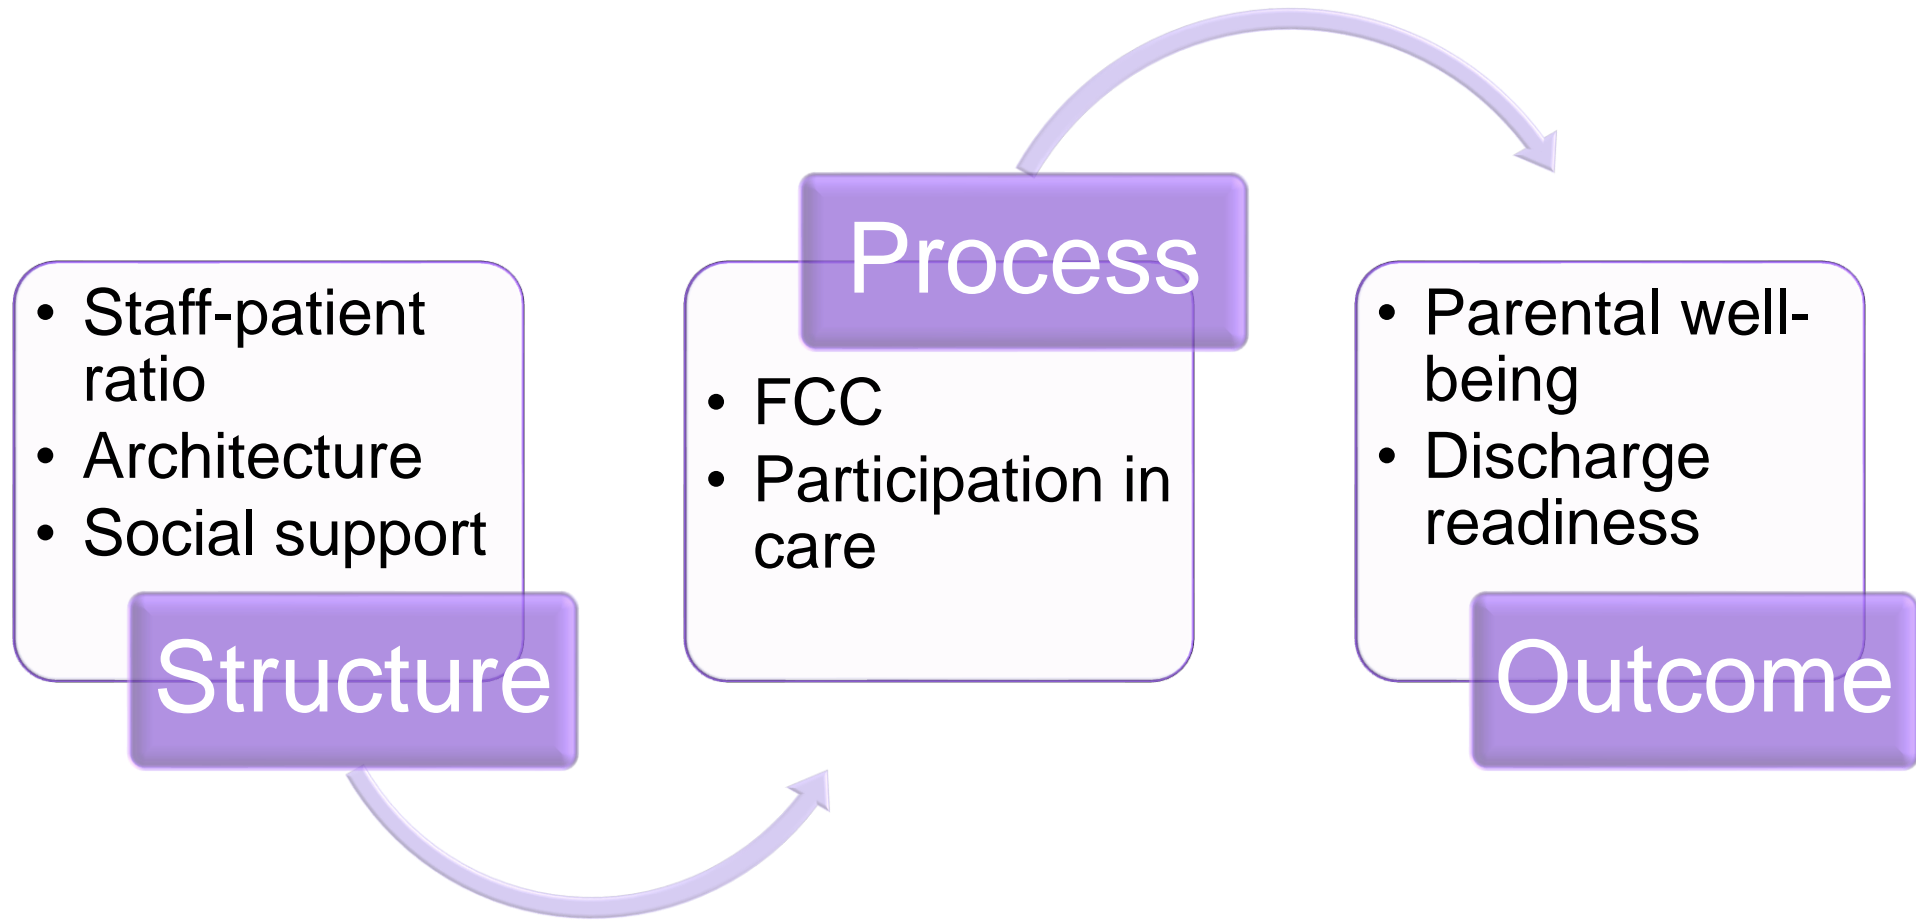 • Staff-patient
ratio
• Architecture
• Social support
Structure
Process
• FCC
• Participation in
care
• Parental well-
being
• Discharge
readiness
Outcome